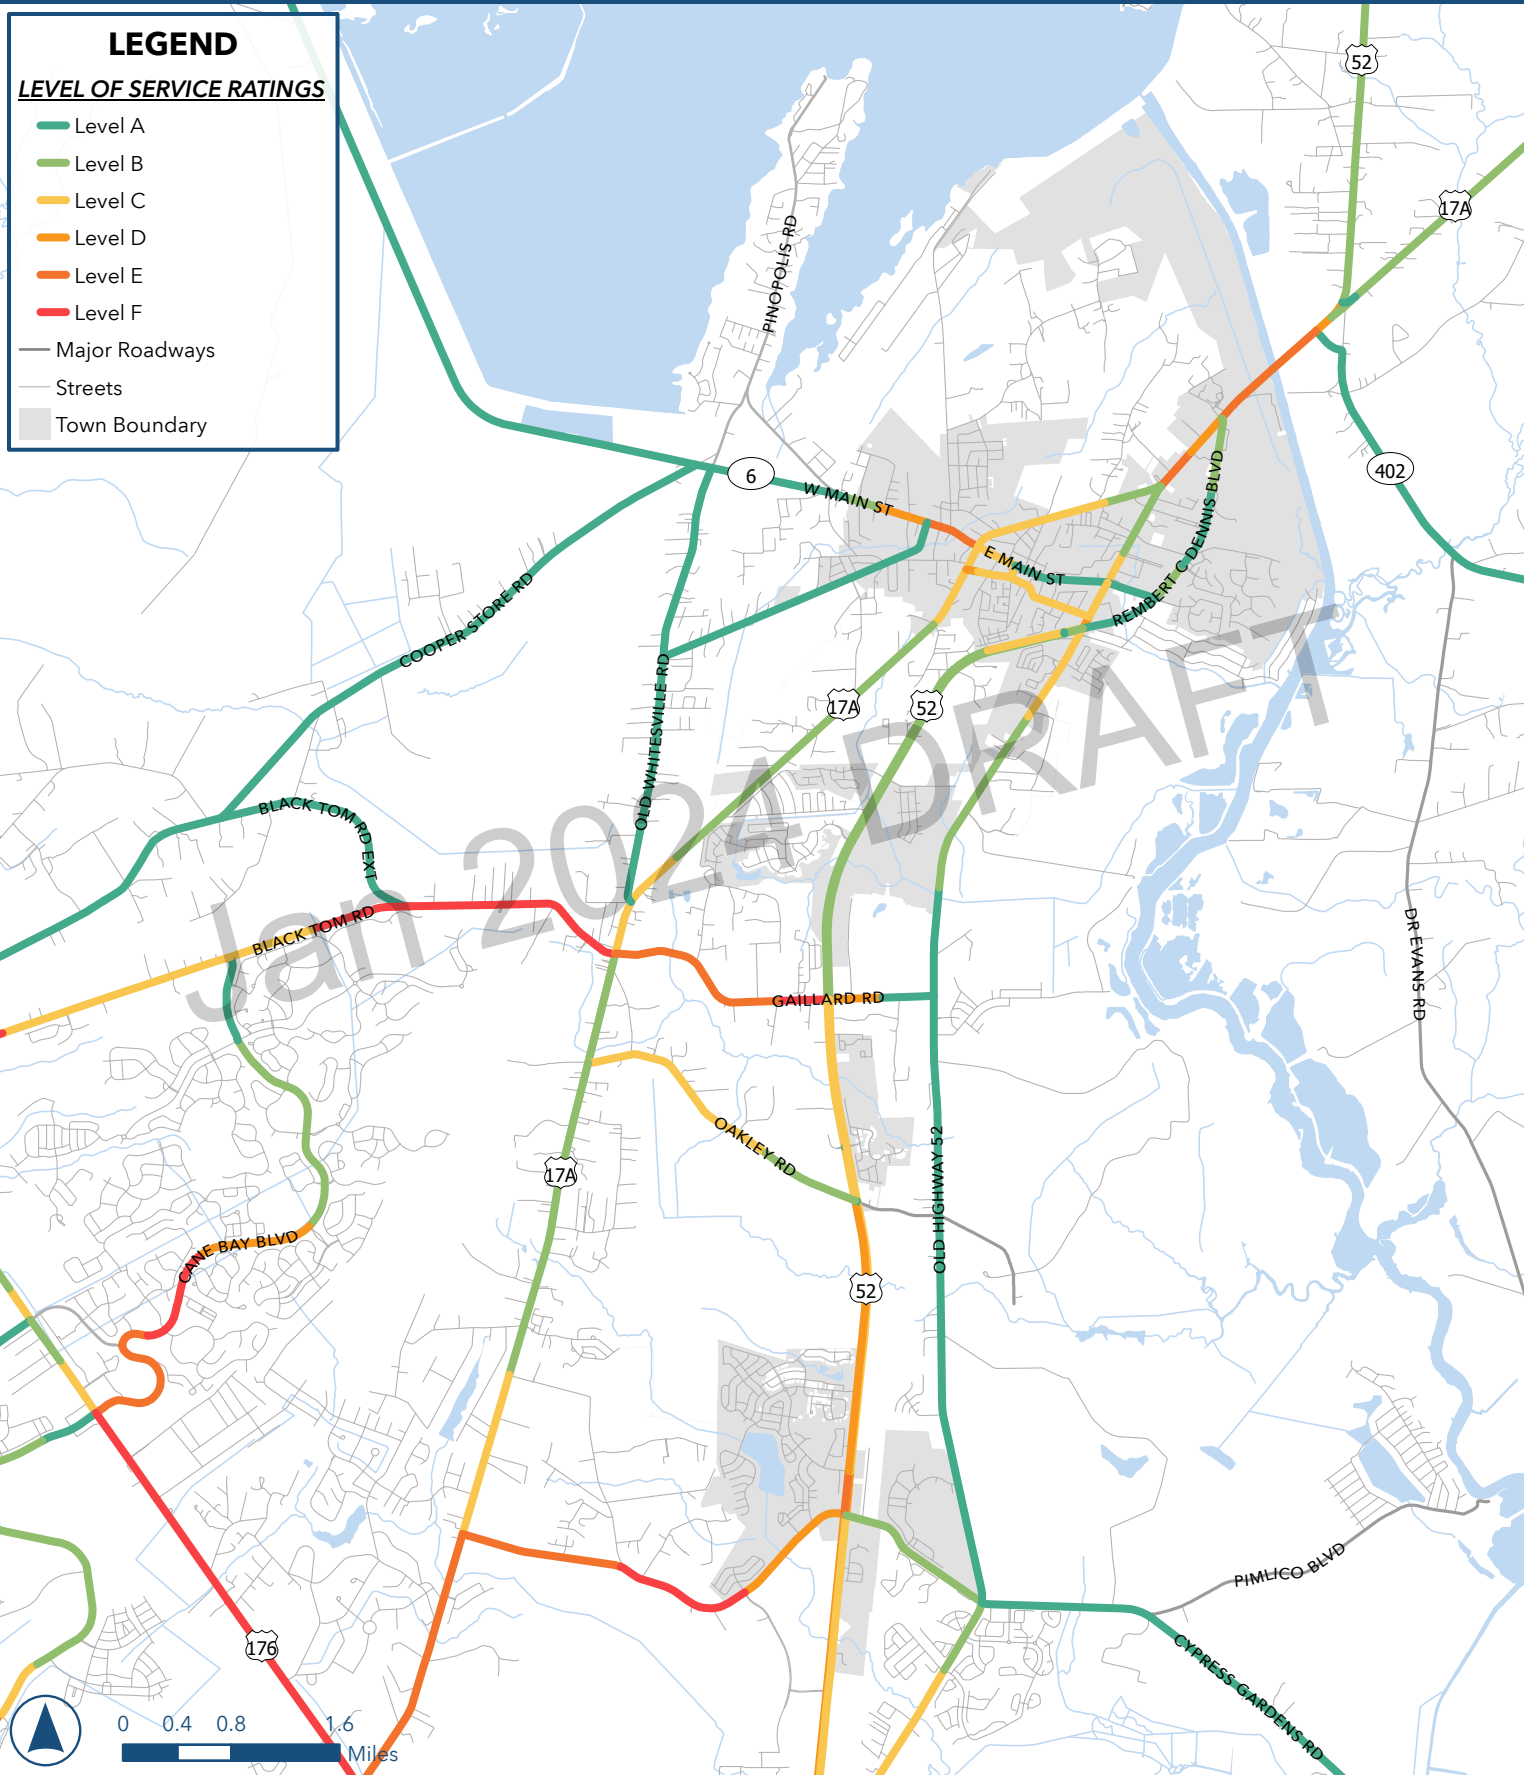 LEGEND
LEVEL OF SERVICE RATINGS
Level A
Level B
Level C
Level D
Level E
Level F
Major Roadways
Streets
Town Boundary
52
17A
PINOPOLIS RD
6
W MAIN ST
402
REMBERT C DENNIS BLVD
E MAIN ST
COOPER STORE RD
OLD WHITESVILLE RD
17A
52
BLACK TOM RD EXT
Jan 2024 DRAFT
BLACK TOM RD
DR EVANS RD
GAILLARD RD
OAKLEY RD
17A
OLD HIGHWAY 52
CANE BAY BLVD
52
PIMLICO BLVD
176
CYPRESS GARDENS RD
0 0.4 0.8 1.6
Miles